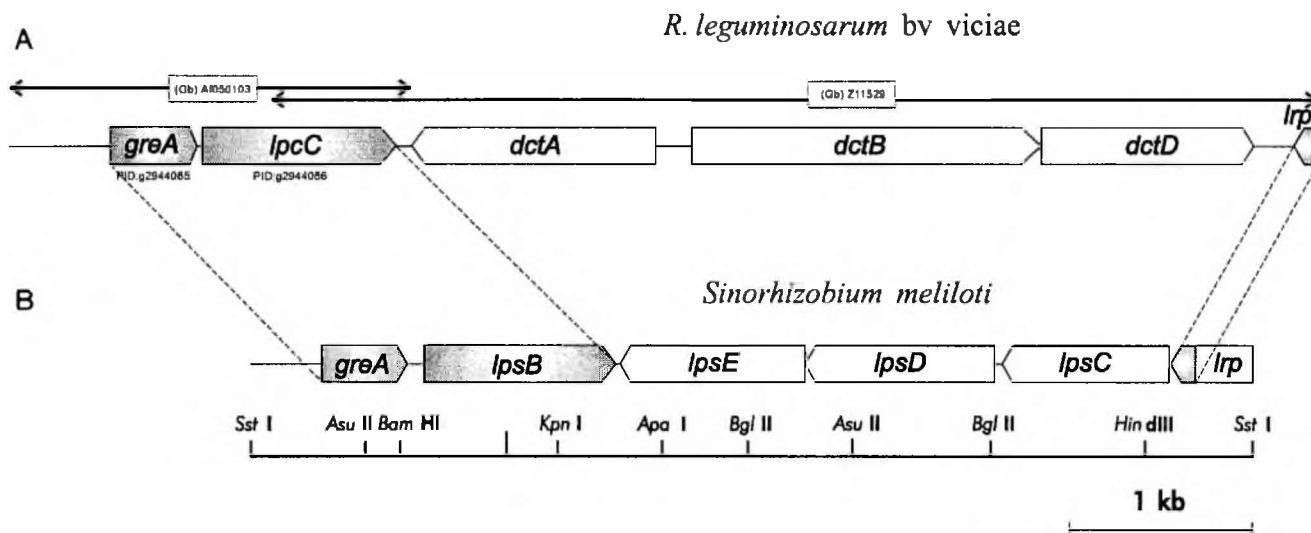 R. leguminosarum bv viciae
A
(Gb) Af050103
(Gb) Z11529
greA lpcC dctA dctB dctD lrp
PID:g2944085 PID:g2944086
Sinorhizobium meliloti
B
greA lpsB lpsE lpsD lpsC lrp
Sst I Asu II Bam HI Kpn I Apa I Bgl II Asu II Bgl II Hin dIII Sst I
1 kb